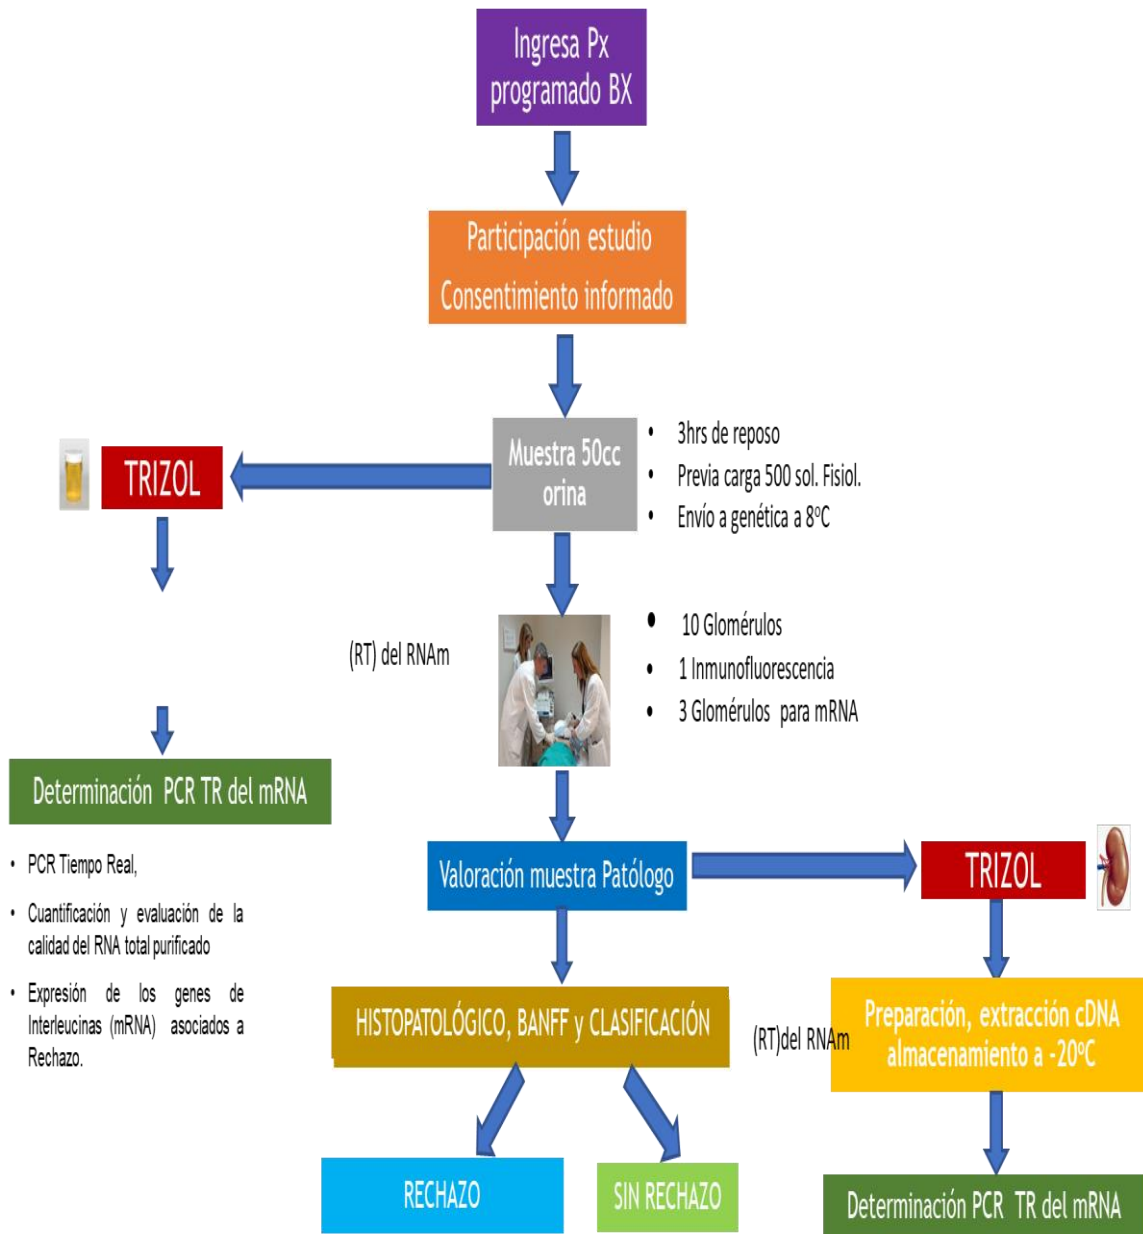 Ingresa Px
programado BX
Participación estudio
Consentimiento informado
Muestra 50cc
orina
• 3hrs de reposo
• Previa carga 500 sol. Fisiol.
• Envío a genética a 8ºC
TRIZOL
(RT) del RNAm
• 10 Glomérulos
• 1 Inmunofluorescencia
• 3 Glomérulos para mRNA
Determinación PCR TR del mRNA
• PCR Tiempo Real,
• Cuantificación y evaluación de la
calidad del RNA total purificado
• Expresión de los genes de
Interleucinas (mRNA) asociados a
Rechazo.
Valoración muestra Patólogo
TRIZOL
HISTOPATOLÓGICO, BANFF y CLASIFICACIÓN
(RT)del RNAm
Preparación, extracción cDNA
almacenamiento a -20ºC
RECHAZO
SIN RECHAZO
Determinación PCR TR del mRNA